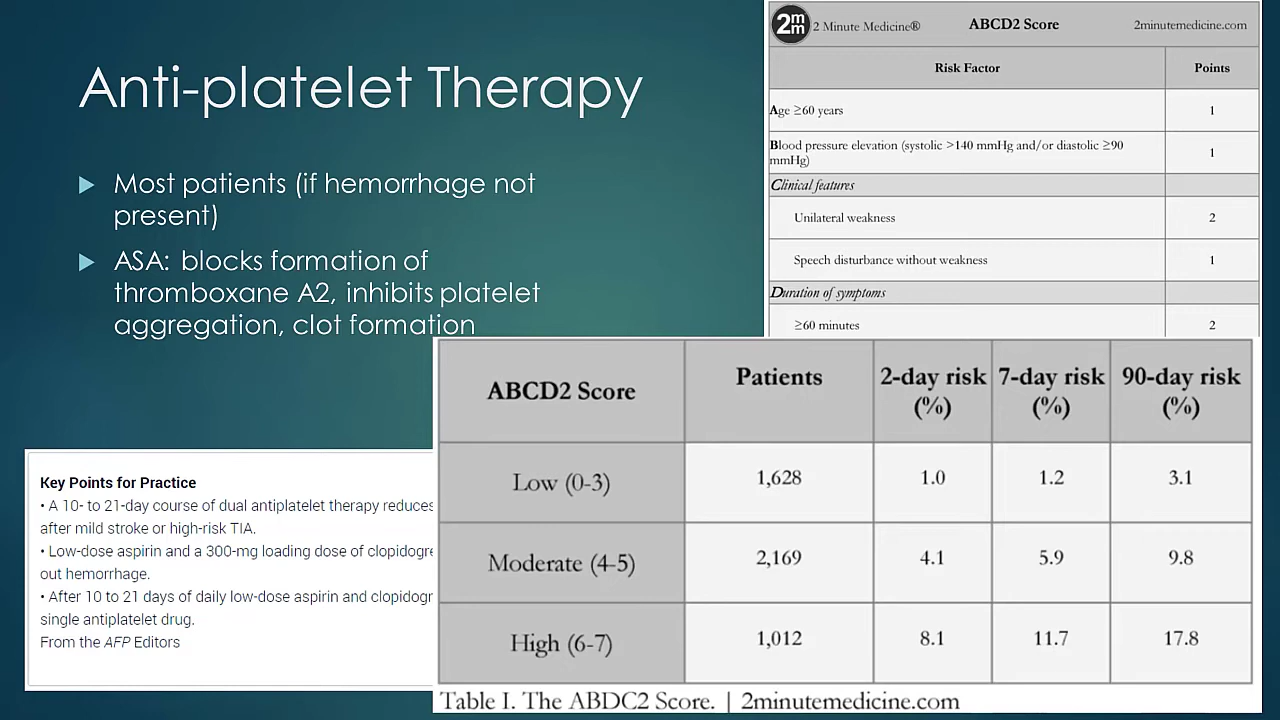 Anti-platelet Therapy
Most patients (if hemorrhage not
present)
ASA: blocks formation of
thromboxane A2, inhibits platelet
aggregation, clot formation
2m
m
2 Minute Medicine®
ABCD2 Score
2minutemedicine.com
Risk Factor Points
Age ≥60 years 1
Blood pressure elevation (systolic >140 mmHg and/or diastolic ≥90
mmHg) 1
Clinical features
Unilateral weakness 2
Speech disturbance without weakness 1
Duration of symptoms
≥60 minutes 2
Key Points for Practice
• A 10- to 21-day course of dual antiplatelet therapy reduces
after mild stroke or high-risk TIA.
• Low-dose aspirin and a 300-mg loading dose of clopidogre
out hemorrhage.
• After 10 to 21 days of daily low-dose aspirin and clopidogr
single antiplatelet drug.
From the AFP Editors
ABCD2 Score Patients 2-day risk (%) 7-day risk (%) 90-day risk (%)
Low (0-3) 1,628 1.0 1.2 3.1
Moderate (4-5) 2,169 4.1 5.9 9.8
High (6-7) 1,012 8.1 11.7 17.8
Table I. The ABDC2 Score. | 2minutemedicine.com